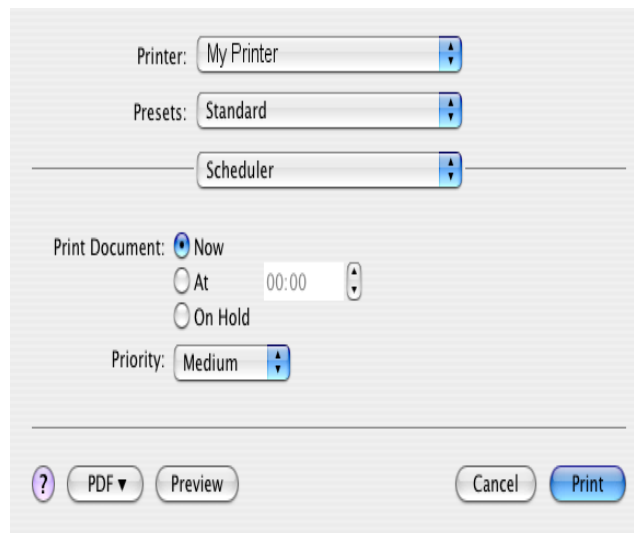 Printer: My Printer
Presets: Standard
Scheduler
Print Document: Now
At 00:00
On Hold
Priority: Medium
? PDF ▼ Preview Cancel Print